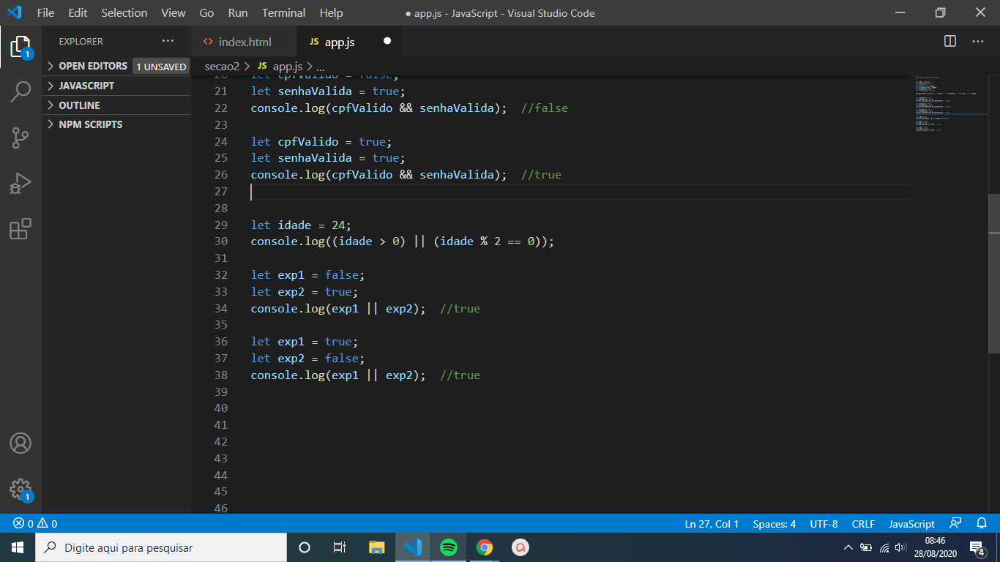 File Edit Selection View Go Run Terminal Help ● app.js - JavaScript - Visual Studio Code
EXPLORER ... index.html JS app.js
OPEN EDITORS 1 UNSAVED secao2 > JS app.js > ...
JAVASCRIPT
OUTLINE
NPM SCRIPTS
1
20 let cpfValido = false;
21 let senhaValida = true;
22 console.log(cpfValido && senhaValida); //false
23
24 let cpfValido = true;
25 let senhaValida = true;
26 console.log(cpfValido && senhaValida); //true
27
28
29 let idade = 24;
30 console.log((idade > 0) || (idade % 2 == 0));
31
32 let exp1 = false;
33 let exp2 = true;
34 console.log(exp1 || exp2); //true
35
36 let exp1 = true;
37 let exp2 = false;
38 console.log(exp1 || exp2); //true
39
40
41
42
43
44
45
46
1
0 0 Ln 27, Col 1 Spaces: 4 UTF-8 CRLF JavaScript
Digite aqui para pesquisar
08:46
28/08/2020
4